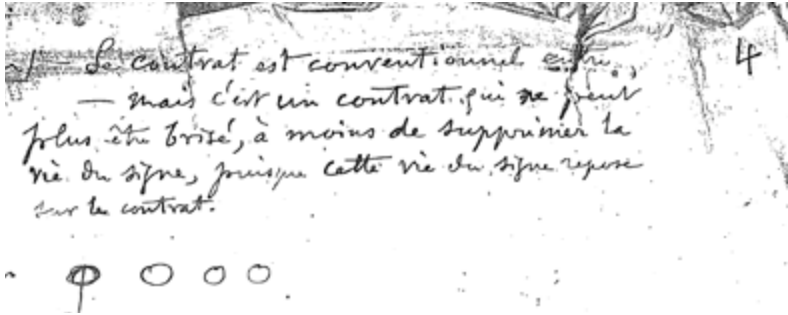 Le contrat est conventionnel entre 4
— mais c'est un contrat qui ne peut
plus être brisé, à moins de supprimer la
vie du signe, puisque cette vie du signe repose
sur le contrat.